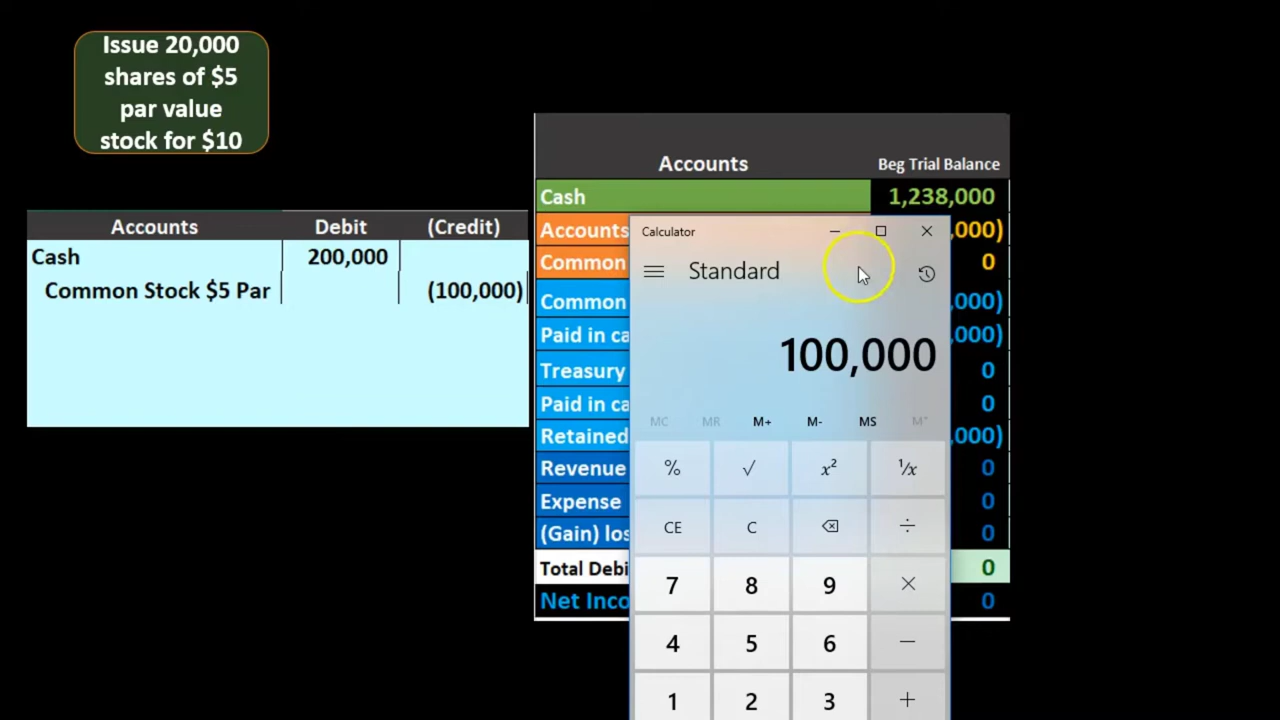 Issue 20,000
shares of $5
par value
stock for $10
Accounts Debit (Credit)
Cash 200,000
Common Stock $5 Par (100,000)
Accounts Beg Trial Balance
Cash 1,238,000
Accounts ,000)
Common 0
Common ,000)
Paid in ca ,000)
Treasury 0
Paid in ca 0
Retained ,000)
Revenue 0
Expense 0
(Gain) los 0
Total Debi 0
Net Inco 0
Calculator
Standard
100,000
MC MR M+ M- MS M˅
% √ x² ¹/x
CE C ⌫ ÷
7 8 9 ×
4 5 6 −
1 2 3 +